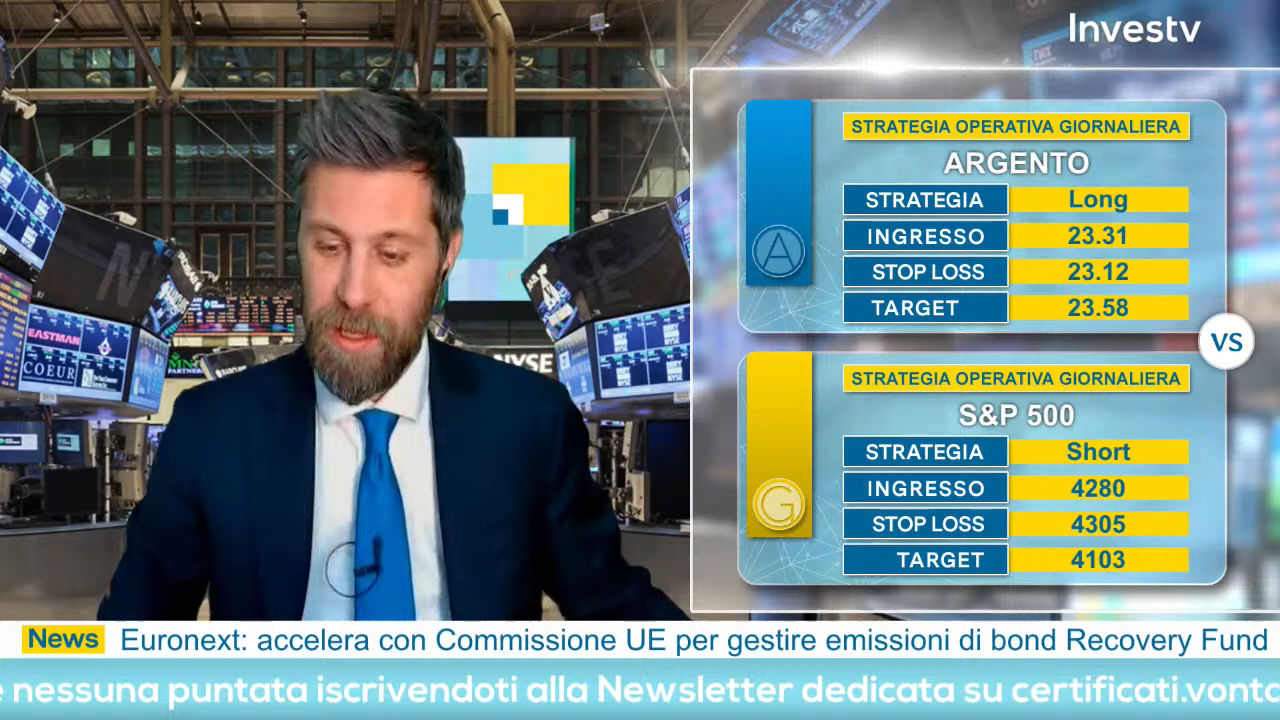 Investv
STRATEGIA OPERATIVA GIORNALIERA
ARGENTO
STRATEGIA Long
INGRESSO 23.31
STOP LOSS 23.12
TARGET 23.58
A
VS
STRATEGIA OPERATIVA GIORNALIERA
S&P 500
STRATEGIA Short
INGRESSO 4280
STOP LOSS 4305
TARGET 4103
G
EASTMAN
COEUR
NYSE
News Euronext: accelera con Commissione UE per gestire emissioni di bond Recovery Fund
e nessuna puntata iscrivendoti alla Newsletter dedicata su certificati.vonto